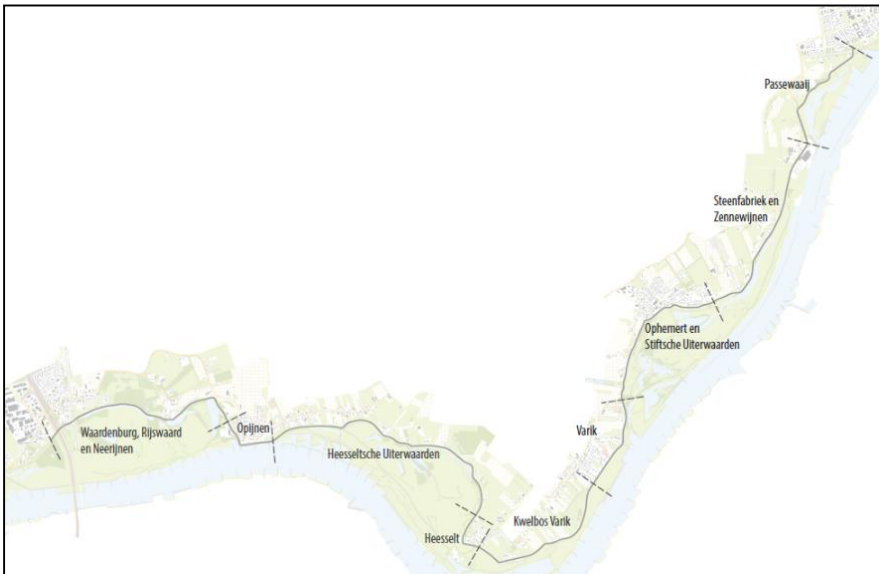 Passewaaij
Steenfabriek en
Zennewijnen
Ophemert en
Stiftsche Uiterwaarden
Varik
Waardenburg, Rijswaard
en Neerijnen
Opijnen
Heesseltsche Uiterwaarden
Kwelbos Varik
Heesselt